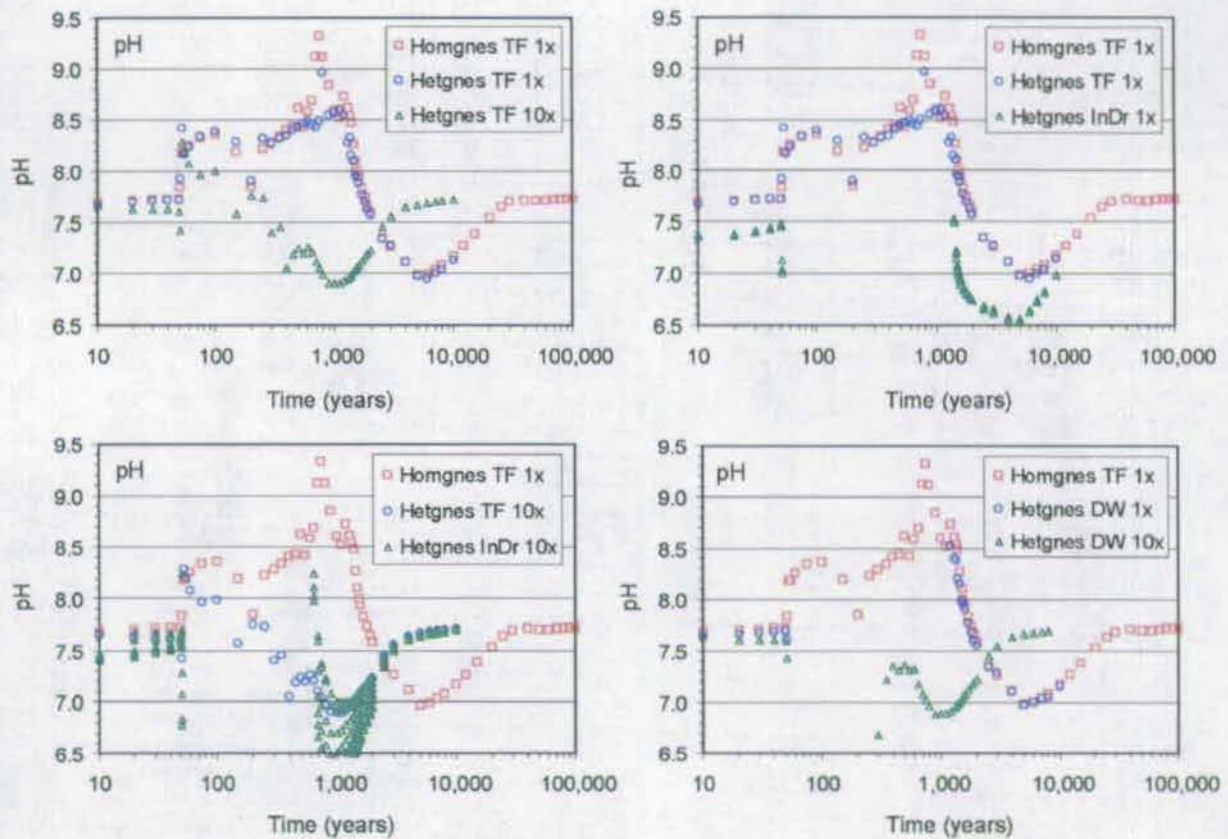 9.5
pH
Homgnes TF 1x
9.0
Hetgnes TF 1x
Hetgnes TF 10x
8.5
pH
8.0
7.5
7.0
6.5
10 100 1,000 10,000 100,000
Time (years)
9.5
pH
Homgnes TF 1x
9.0
Hetgnes TF 1x
Hetgnes InDr 1x
8.5
pH
8.0
7.5
7.0
6.5
10 100 1,000 10,000 100,000
Time (years)
9.5
pH
Homgnes TF 1x
9.0
Hetgnes TF 10x
Hetgnes InDr 10x
8.5
pH
8.0
7.5
7.0
6.5
10 100 1,000 10,000 100,000
Time (years)
9.5
pH
Homgnes TF 1x
9.0
Hetgnes DW 1x
Hetgnes DW 10x
8.5
pH
8.0
7.5
7.0
6.5
10 100 1,000 10,000 100,000
Time (years)